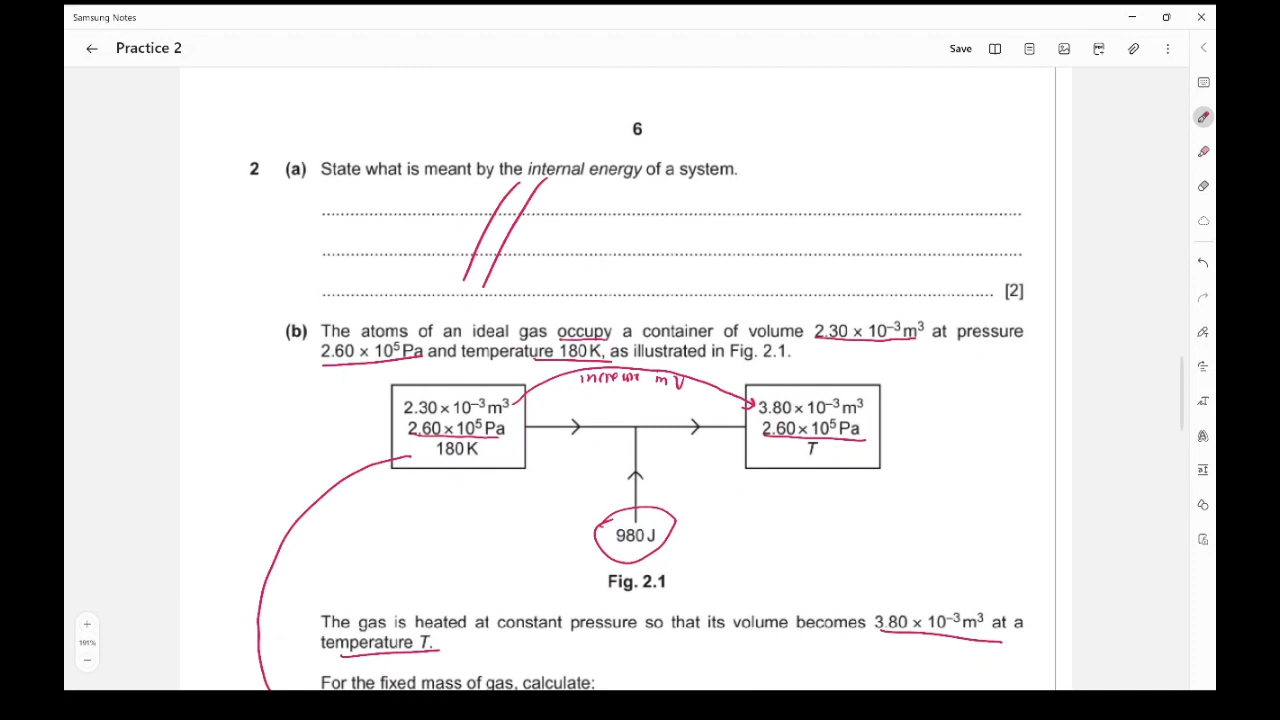 Samsung Notes
Practice 2
Save
6
2 (a) State what is meant by the internal energy of a system.
[2]
(b) The atoms of an ideal gas occupy a container of volume 2.30 × 10⁻³ m³ at pressure
2.60 × 10⁵ Pa and temperature 180 K, as illustrated in Fig. 2.1.
increase m V
2.30 × 10⁻³ m³
2.60 × 10⁵ Pa
180 K
3.80 × 10⁻³ m³
2.60 × 10⁵ Pa
T
980 J
Fig. 2.1
The gas is heated at constant pressure so that its volume becomes 3.80 × 10⁻³ m³ at a
temperature T.
For the fixed mass of gas, calculate:
191%